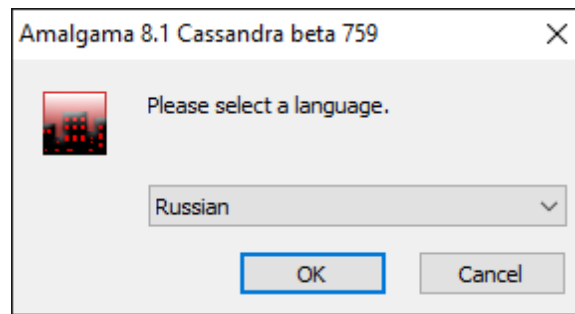 Amalgama 8.1 Cassandra beta 759
Please select a language.
Russian
OK Cancel